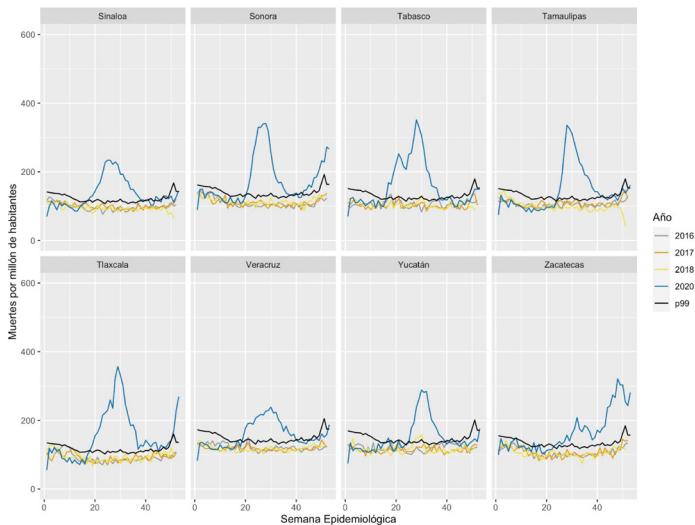 Sinaloa
Sonora
Tabasco
Tamaulipas
600
400
200
0
Tlaxcala
Veracruz
Yucatán
Zacatecas
600
400
200
0
0
20
40
0
20
40
0
20
40
0
20
40
Semana Epidemiológica
Muertes por millón de habitantes
Año
2016
2017
2018
2020
p99